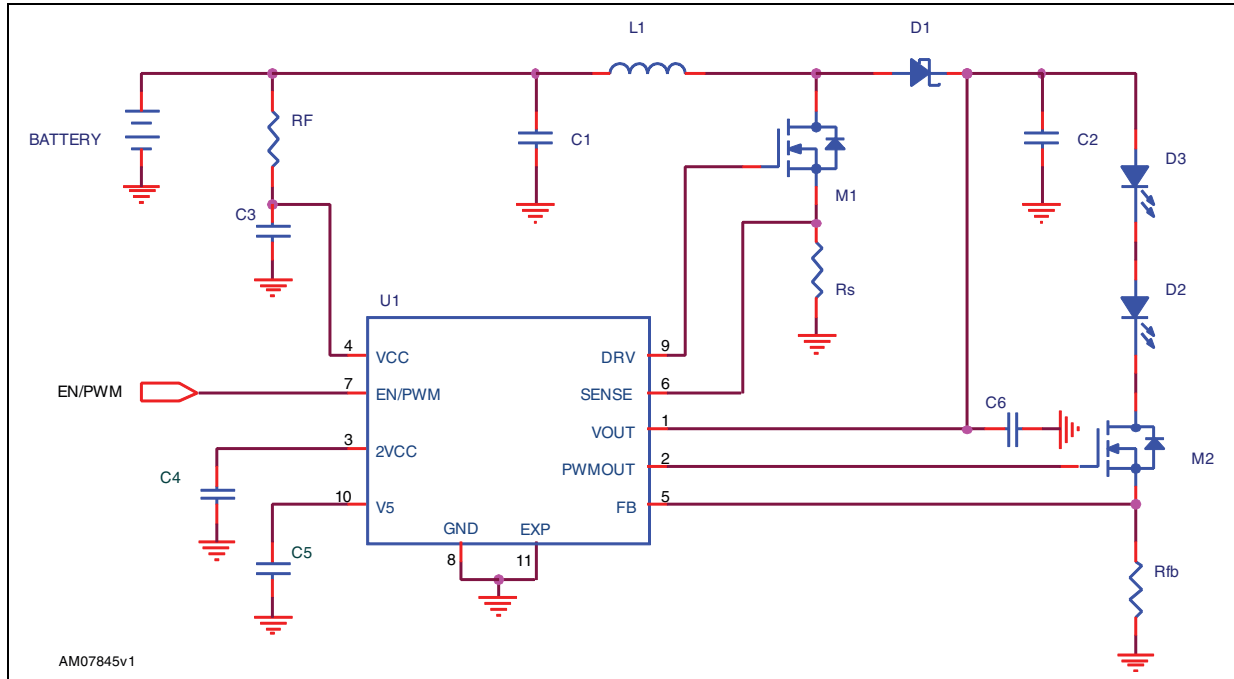 L1
D1
RF
BATTERY
C1
C2
D3
M1
C3
Rs
D2
U1
4
VCC
DRV
9
EN/PWM
7
EN/PWM
SENSE
6
VOUT
1
C6
3
2VCC
PWMOUT
2
M2
C4
10
V5
FB
5
GND
EXP
C5
8
11
Rfb
AM07845v1